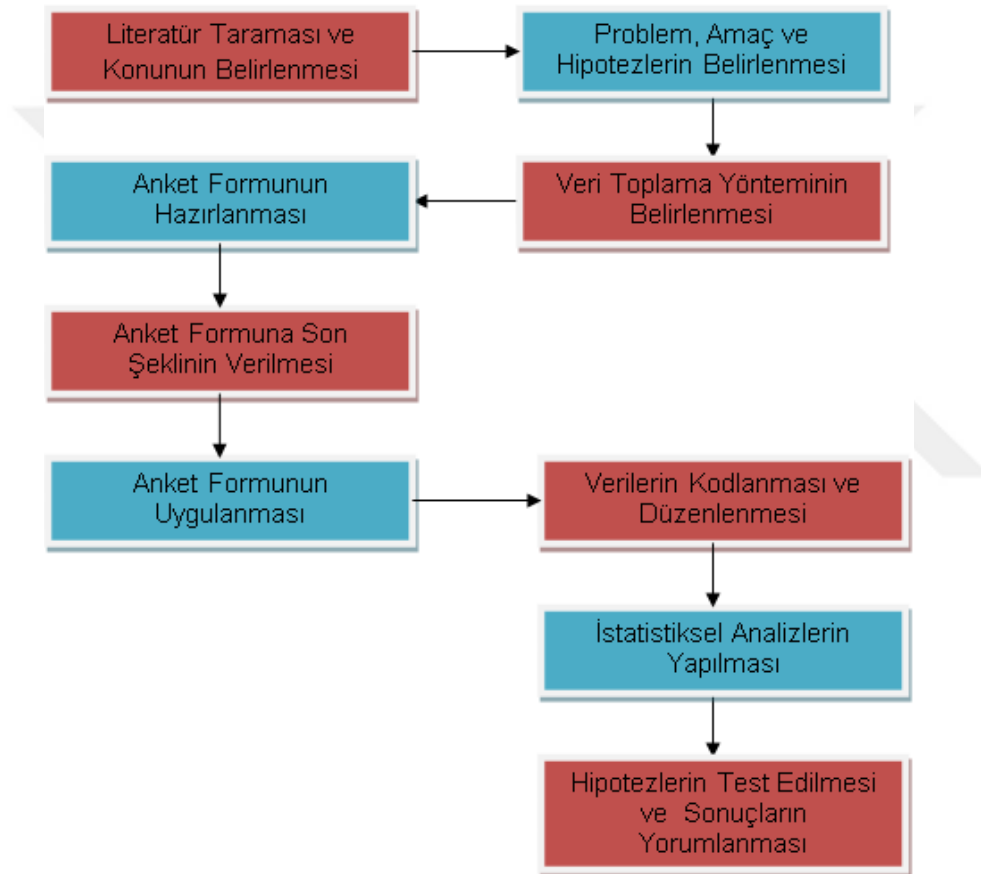 Literatür Taraması ve
Konunun Belirlenmesi
Problem, Amaç ve
Hipotezlerin Belirlenmesi
Veri Toplama Yönteminin
Belirlenmesi
Anket Formunun
Hazırlanması
Anket Formuna Son
Şeklinin Verilmesi
Anket Formunun
Uygulanması
Verilerin Kodlanması ve
Düzenlenmesi
İstatistiksel Analizlerin
Yapılması
Hipotezlerin Test Edilmesi
ve Sonuçların
Yorumlanması